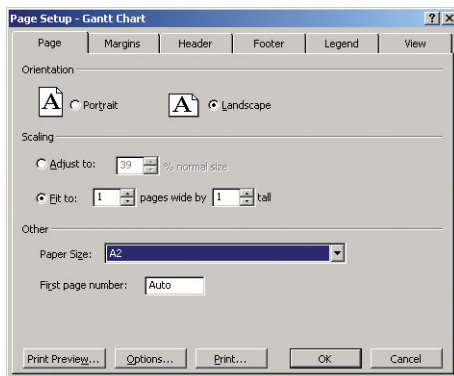 Page Setup - Gantt Chart
Page Margins Header Footer Legend View
Orientation
A Portrait A Landscape
Scaling
Adjust to: 39 % normal size
Fit to: 1 pages wide by 1 tall
Other
Paper Size: A2
First page number: Auto
Print Preview... Options... Print... OK Cancel